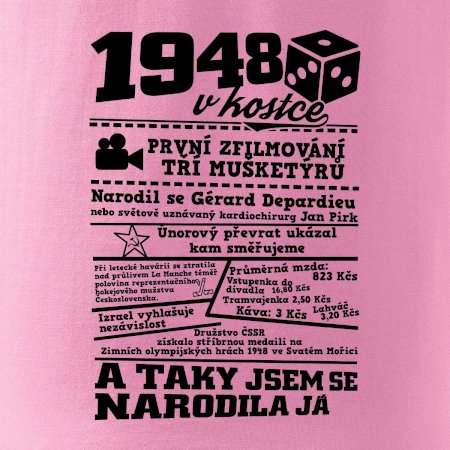 1948
v kostce
PRVNÍ ZFILMOVÁNÍ
TŘÍ MUŠKETÝRŮ
Narodil se Gérard Depardieu
nebo světově uznávaný kardiochirurg Jan Pirk
Únorový převrat ukázal
kam směřujeme
Při letecké havárii se ztratila
nad průlivem La Manche téměř
polovina reprezentačního
hokejového mužstva
Československa.
Průměrná mzda:
823 Kčs
Vstupenka do
divadla 16,80 Kčs
Tramvajenka 2,50 Kčs
Káva: 3 Kčs
Lahváč
3,20 Kčs
Izrael vyhlašuje
nezávislost
Družstvo ČSSR
získalo stříbrnou medaili na
Zimních olympijských hrách 1948 ve Svatém Mořici
A TAKY JSEM SE
NARODILA JÁ